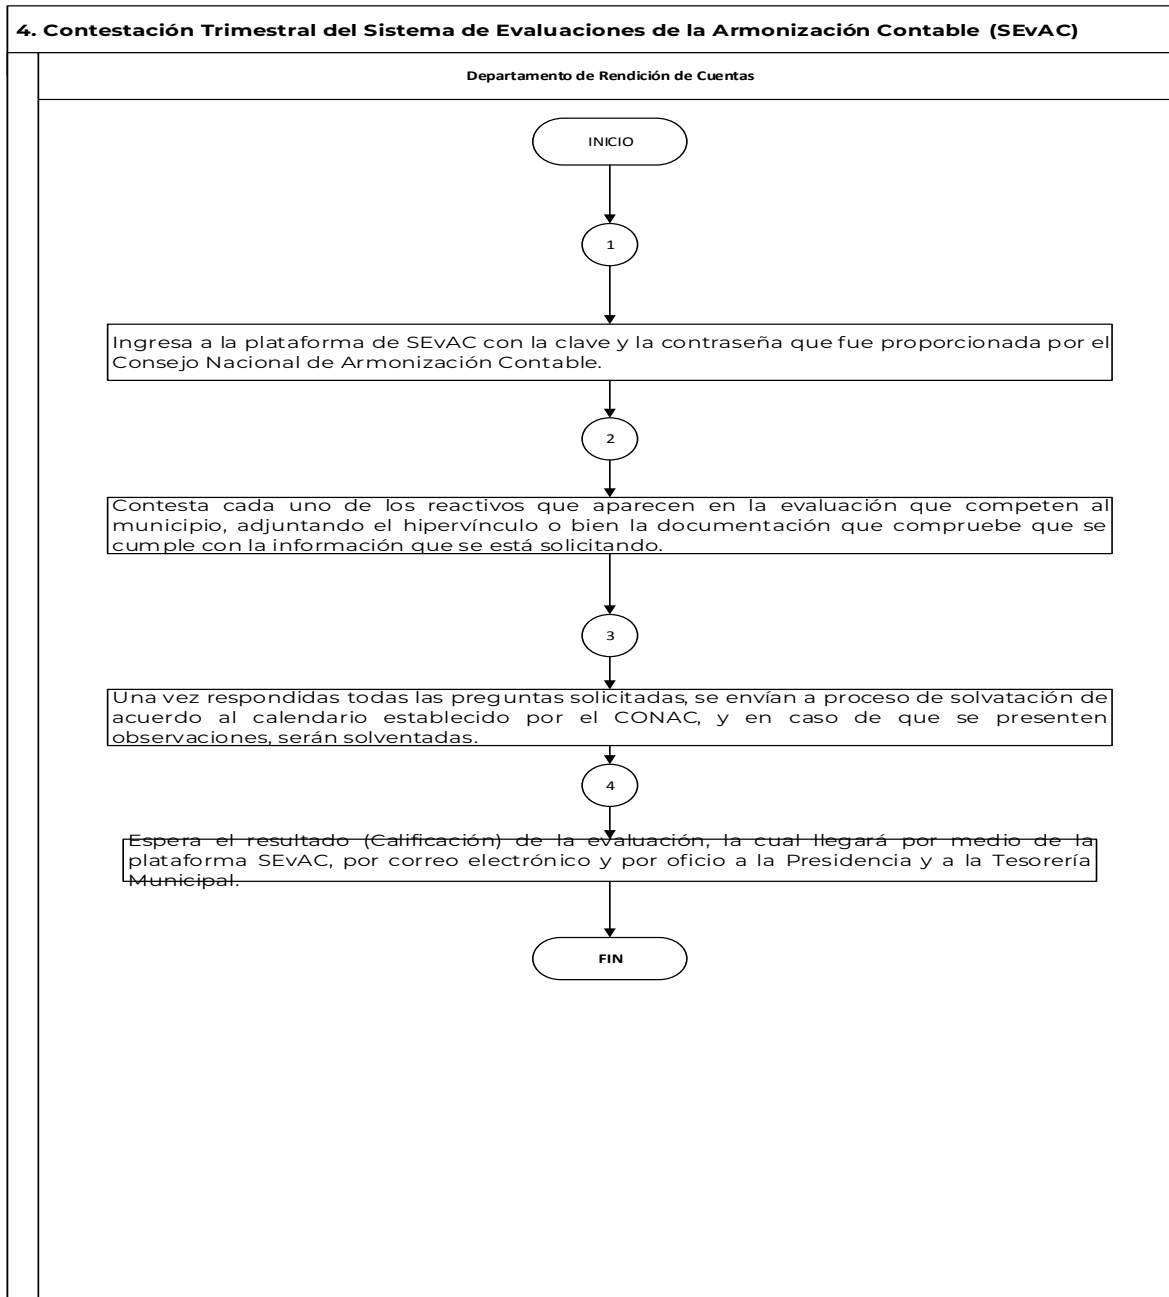 4. Contestación Trimestral del Sistema de Evaluaciones de la Armonización Contable (SEvAC)
Departamento de Rendición de Cuentas
INICIO
1
Ingresa a la plataforma de SEvAC con la clave y la contraseña que fue proporcionada por el
Consejo Nacional de Armonización Contable.
2
Contesta cada uno de los reactivos que aparecen en la evaluación que competen al
municipio, adjuntando el hipervínculo o bien la documentación que compruebe que se
cumple con la información que se está solicitando.
3
Una vez respondidas todas las preguntas solicitadas, se envían a proceso de solvatación de
acuerdo al calendario establecido por el CONAC, y en caso de que se presenten
observaciones, serán solventadas.
4
Espera el resultado (Calificación) de la evaluación, la cual llegará por medio de la
plataforma SEvAC, por correo electrónico y por oficio a la Presidencia y a la Tesorería
Municipal.
FIN